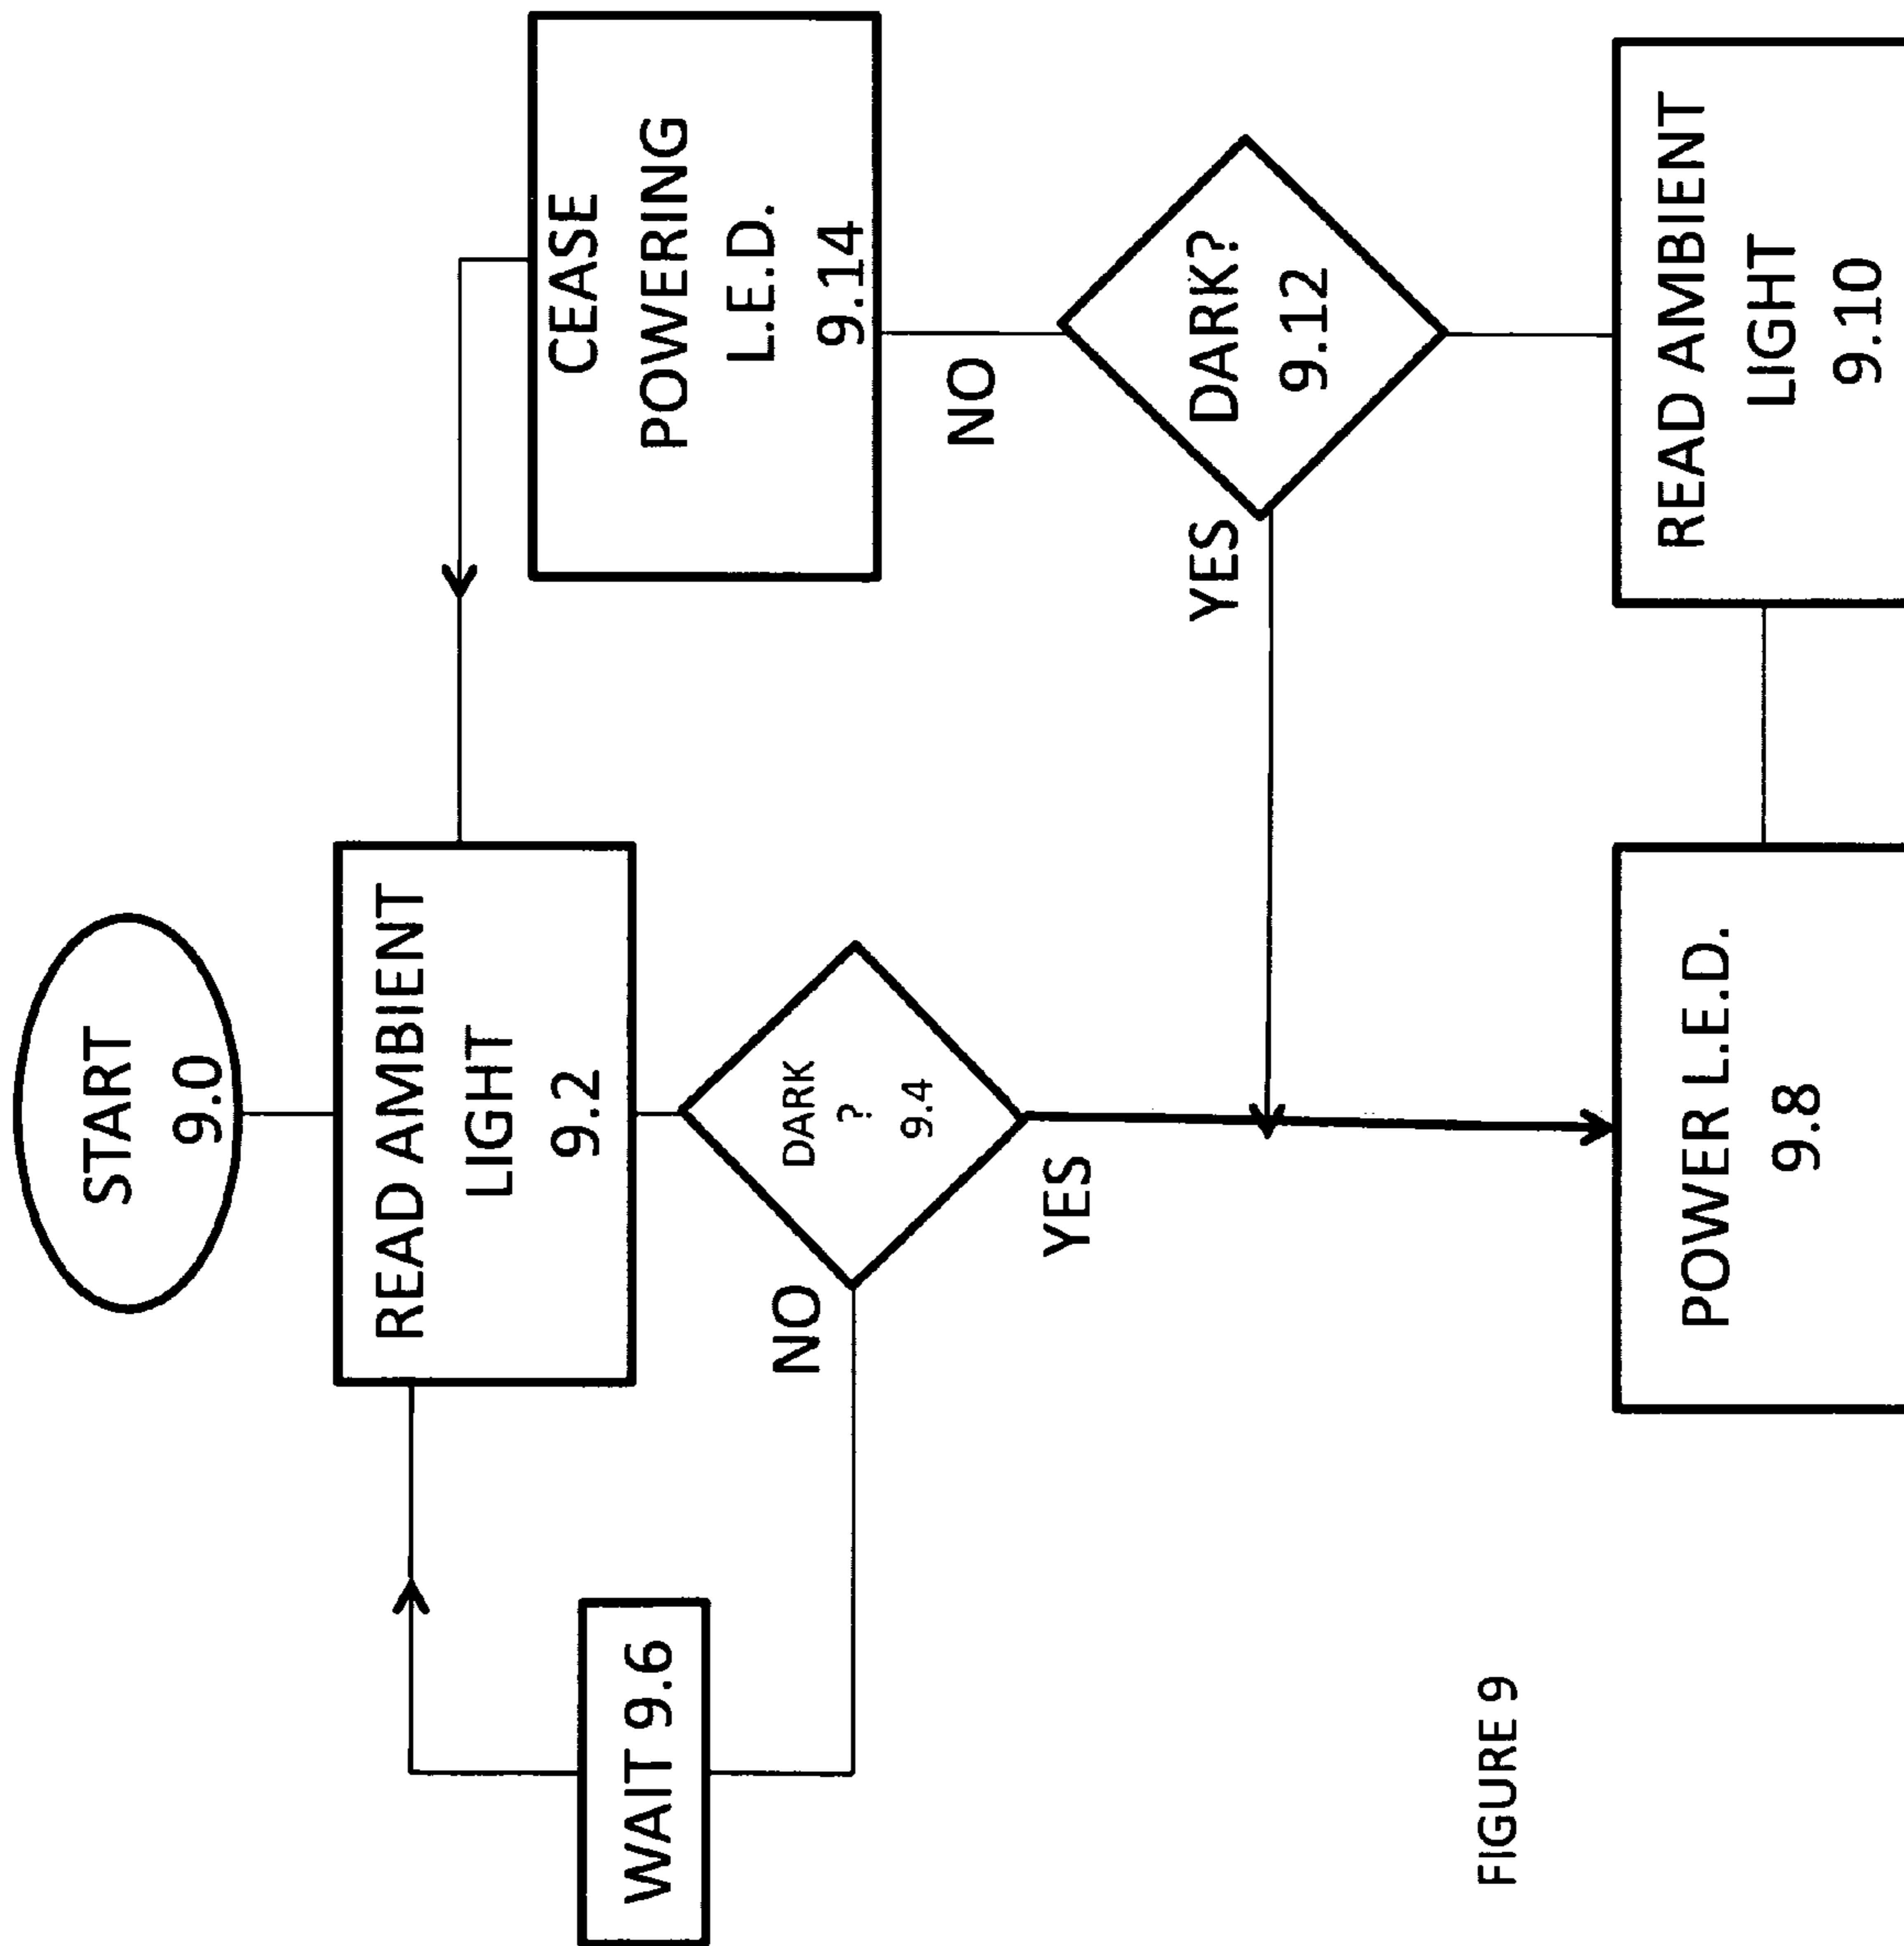 START
9.0
READ AMBIENT
LIGHT
9.2
DARK
?
9.4
NO
WAIT 9.6
YES
POWER L.E.D.
9.8
READ AMBIENT
LIGHT
9.10
DARK?
9.12
YES
NO
CEASE
POWERING
L.E.D.
9.14
FIGURE 9